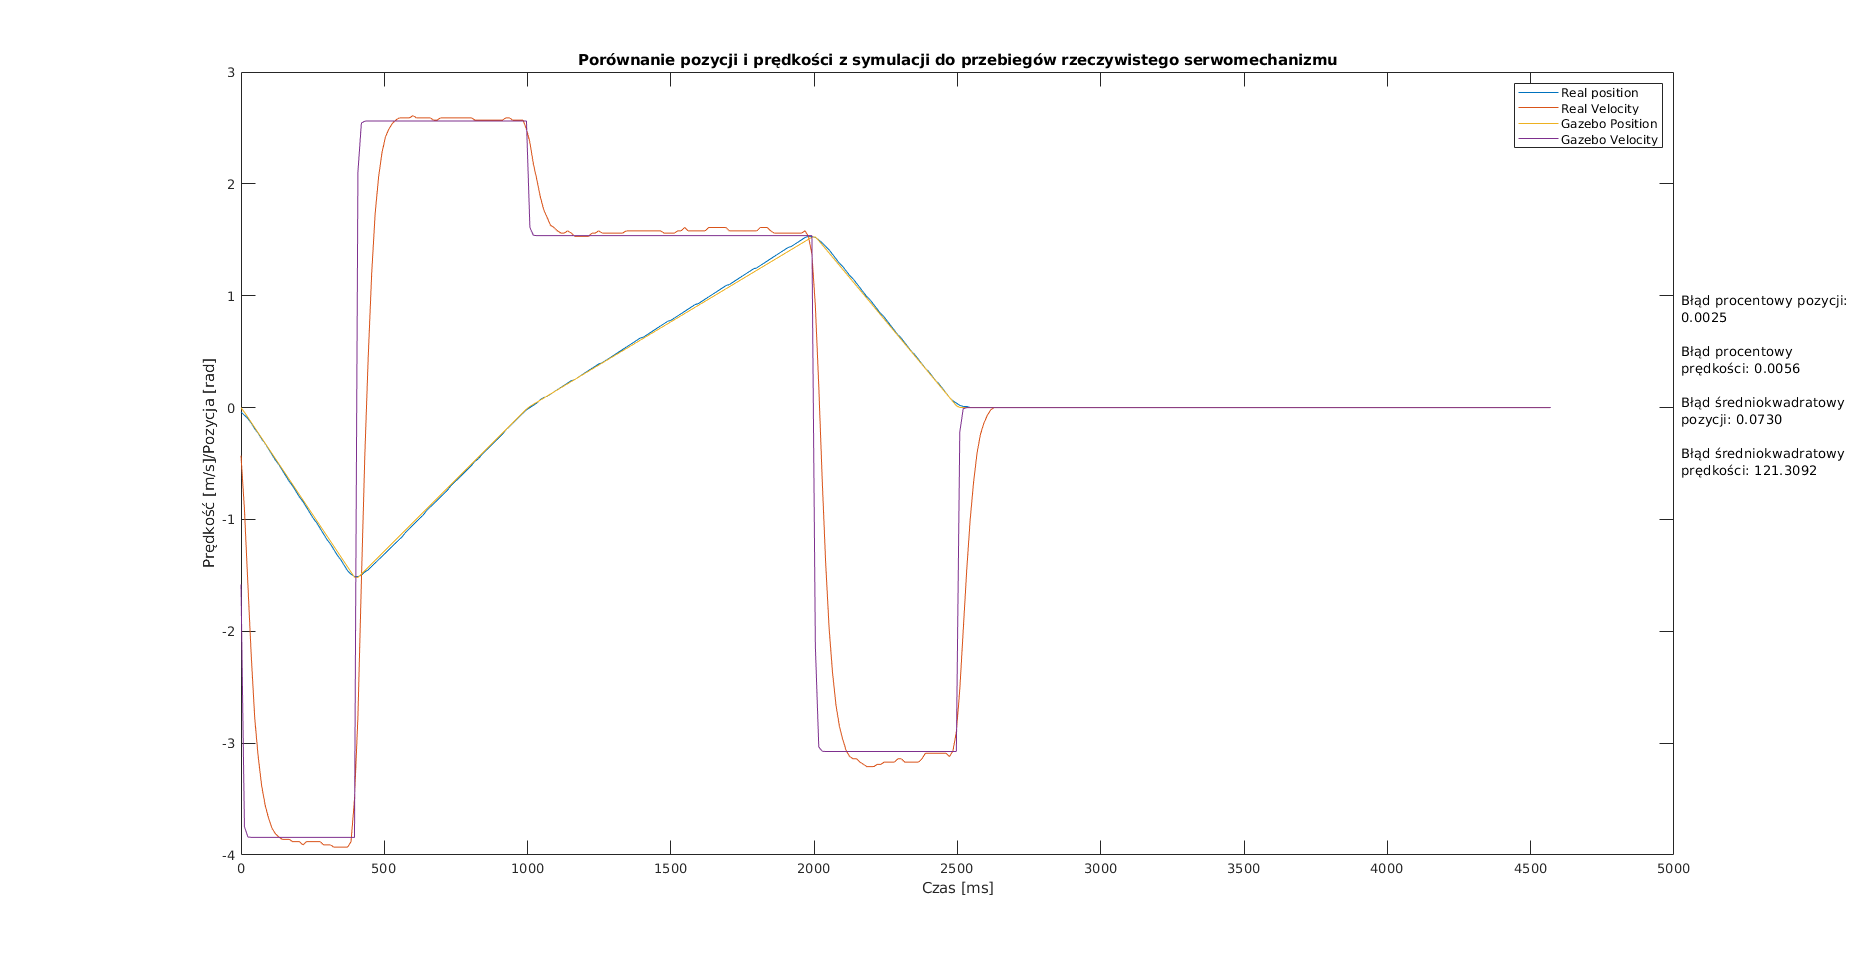 Porównanie pozycji i prędkości z symulacji do przebiegów rzeczywistego serwomechanizmu
Real position
Real Velocity
Gazebo Position
Gazebo Velocity
3
2
1
0
-1
-2
-3
-4
Prędkość [m/s]/Pozycja [rad]
0
500
1000
1500
2000
2500
3000
3500
4000
4500
5000
Czas [ms]
Błąd procentowy pozycji:
0.0025
Błąd procentowy
prędkości: 0.0056
Błąd średniokwadratowy
pozycji: 0.0730
Błąd średniokwadratowy
prędkości: 121.3092